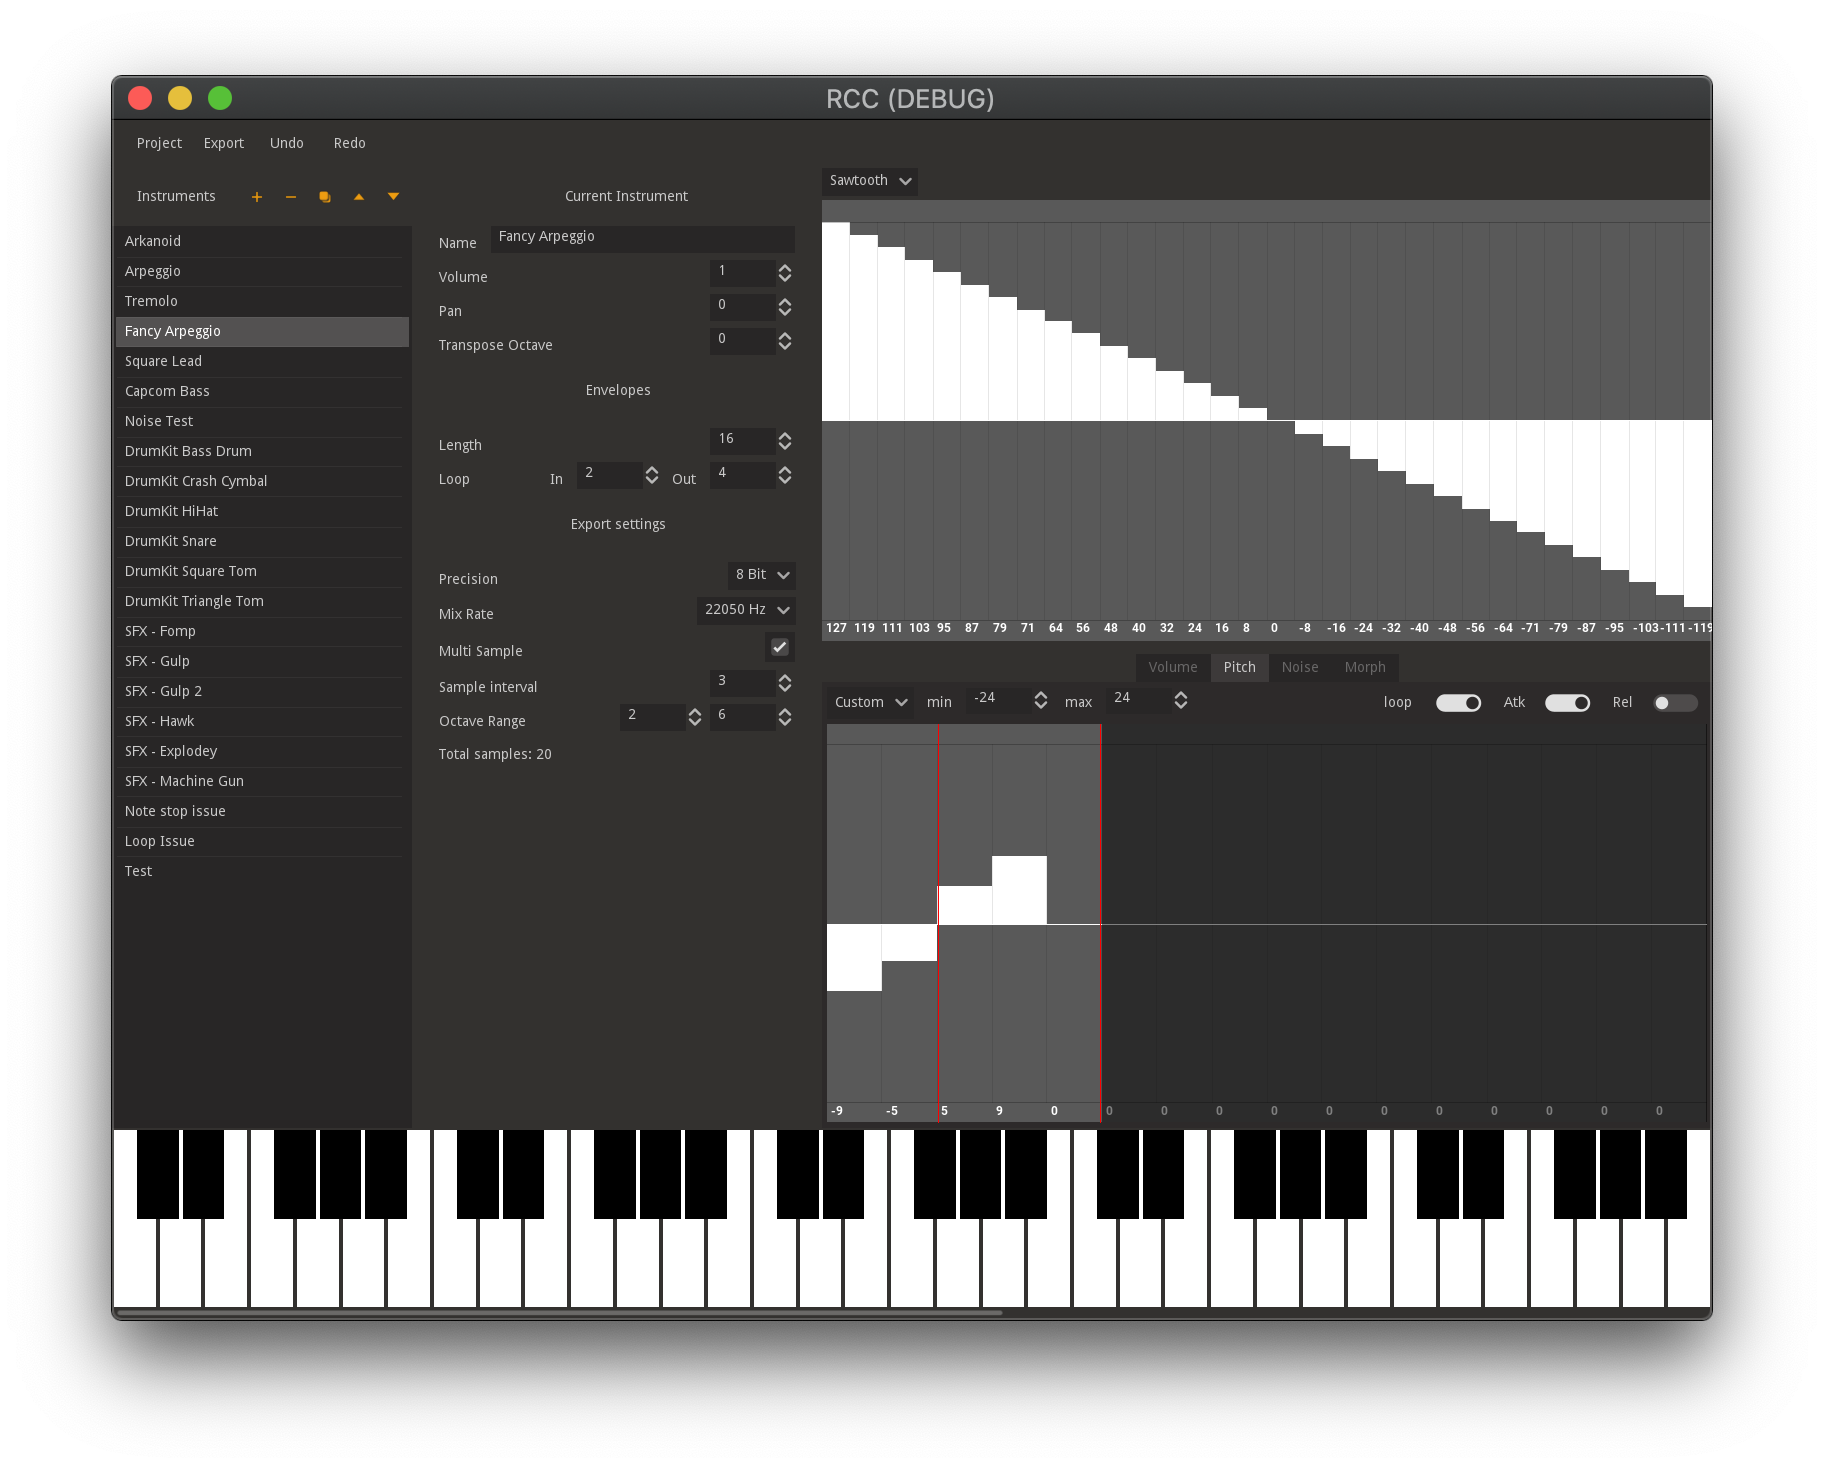 RCC (DEBUG)
Project Export Undo Redo
Instruments
Arkanoid
Arpeggio
Tremolo
Fancy Arpeggio
Square Lead
Capcom Bass
Noise Test
DrumKit Bass Drum
DrumKit Crash Cymbal
DrumKit HiHat
DrumKit Snare
DrumKit Square Tom
DrumKit Triangle Tom
SFX - Fomp
SFX - Gulp
SFX - Gulp 2
SFX - Hawk
SFX - Explodey
SFX - Machine Gun
Note stop issue
Loop Issue
Test
Current Instrument
Name Fancy Arpeggio
Volume 1
Pan 0
Transpose Octave 0
Envelopes
Length 16
Loop In 2 Out 4
Export settings
Precision 8 Bit
Mix Rate 22050 Hz
Multi Sample
Sample interval 3
Octave Range 2 6
Total samples: 20
Sawtooth
127 119 111 103 95 87 79 71 64 56 48 40 32 24 16 8 0 -8 -16 -24 -32 -40 -48 -56 -64 -71 -79 -87 -95 -103 -111 -119
Volume Pitch Noise Morph
Custom min -24 max 24 loop Atk Rel
-9 -5 5 9 0 0 0 0 0 0 0 0 0 0 0 0